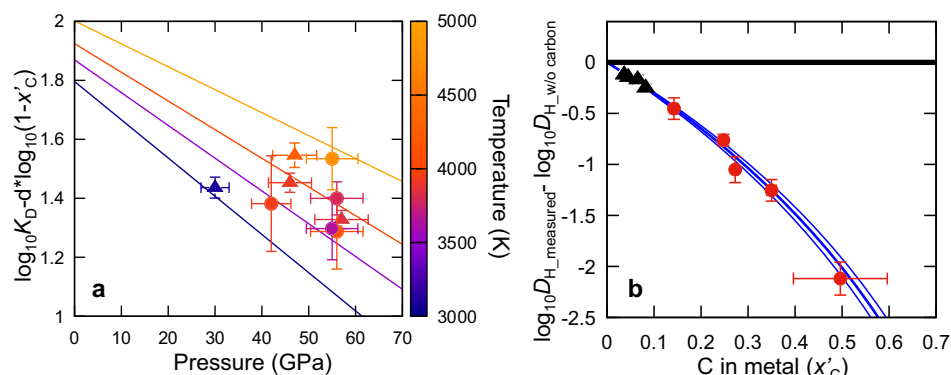 2
1.8
1.6
1.4
1.2
1
0 10 20 30 40 50 60 70
Pressure (GPa)
log10KD-d*log10(1-x'C)
a
5000
4500
4000
3500
3000
Temperature (K)
0
-0.5
-1.0
-1.5
-2.0
-2.5
0 0.1 0.2 0.3 0.4 0.5 0.6 0.7
C in metal (x'C)
log10DH_measured- log10DH_w/o carbon
b